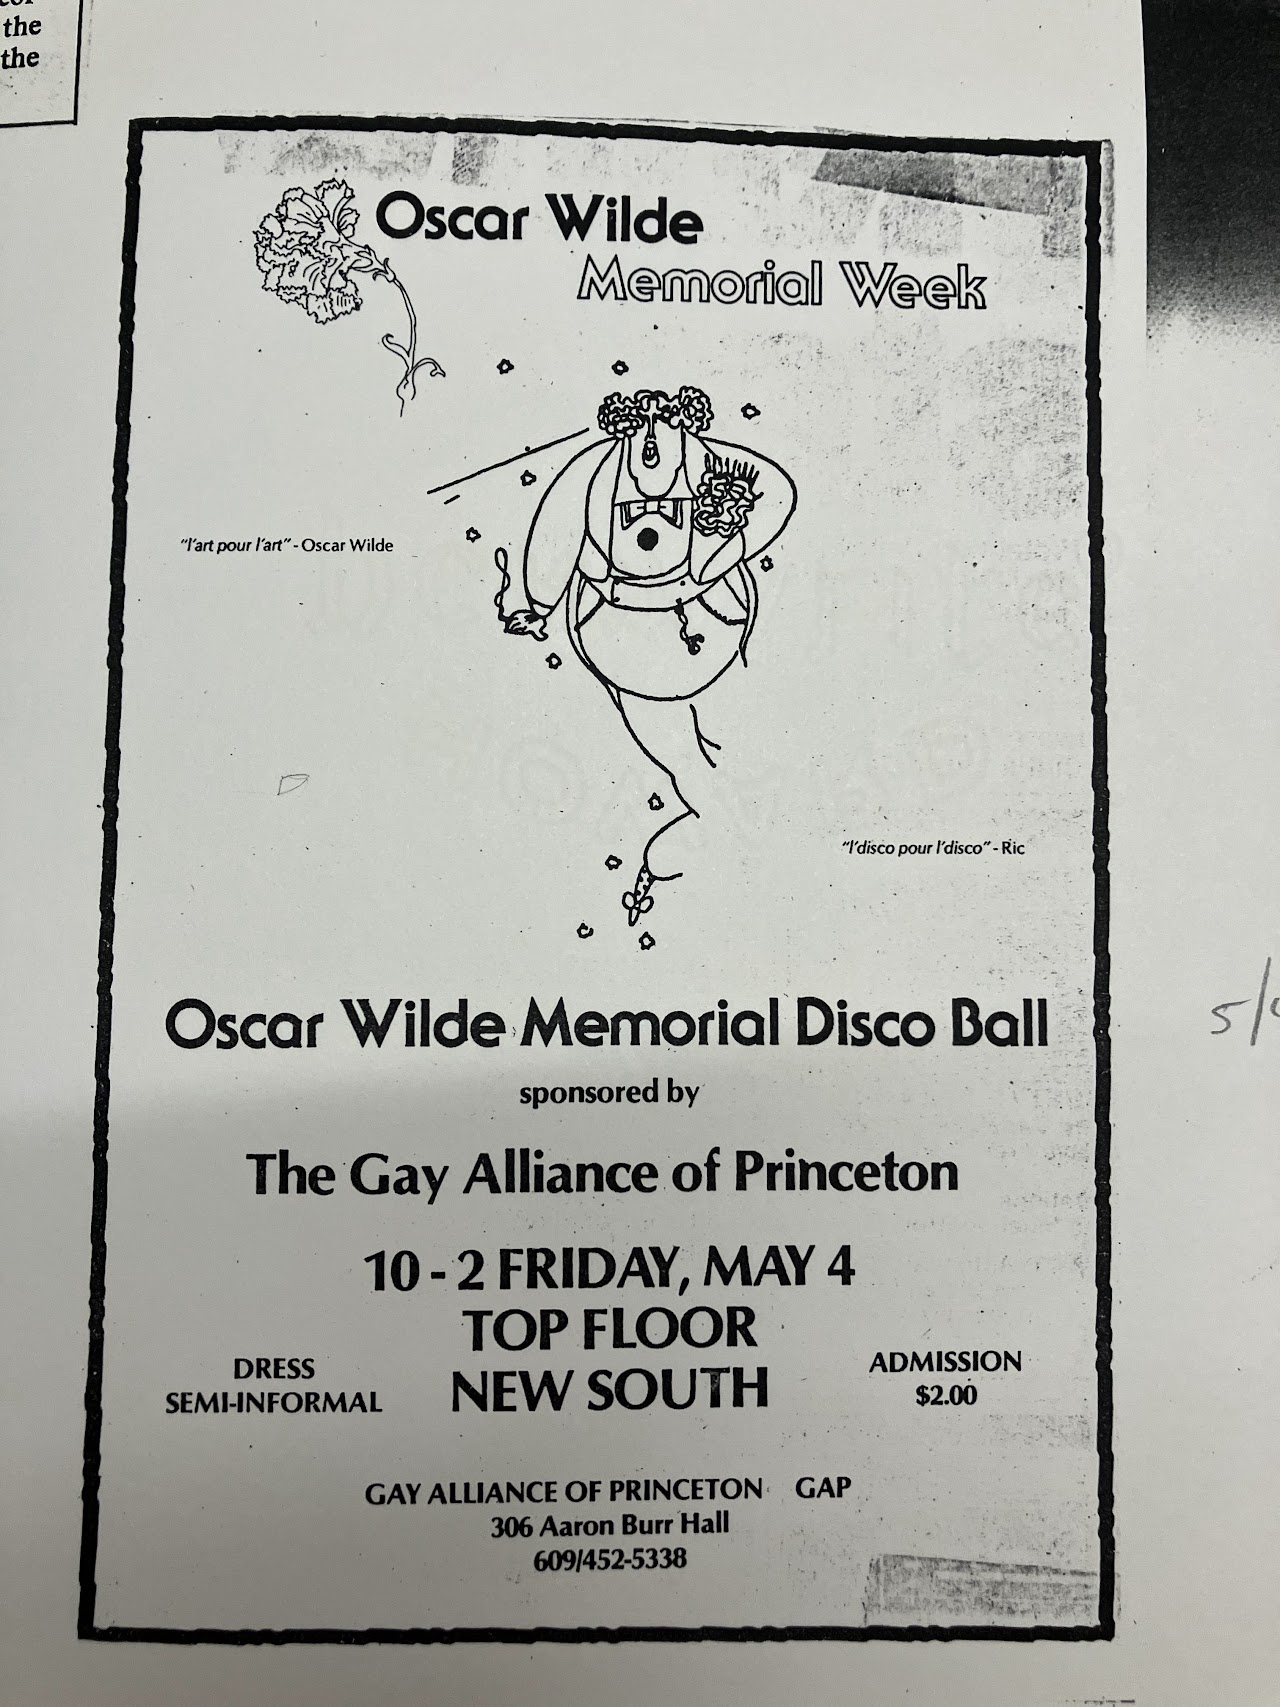 the
the
Oscar Wilde
Memorial Week
"l'art pour l'art" - Oscar Wilde
"l'disco pour l'disco" - Ric
Oscar Wilde Memorial Disco Ball
sponsored by
The Gay Alliance of Princeton
10 - 2 FRIDAY, MAY 4
TOP FLOOR
NEW SOUTH
DRESS
SEMI-INFORMAL
ADMISSION
$2.00
GAY ALLIANCE OF PRINCETON GAP
306 Aaron Burr Hall
609/452-5338
5/